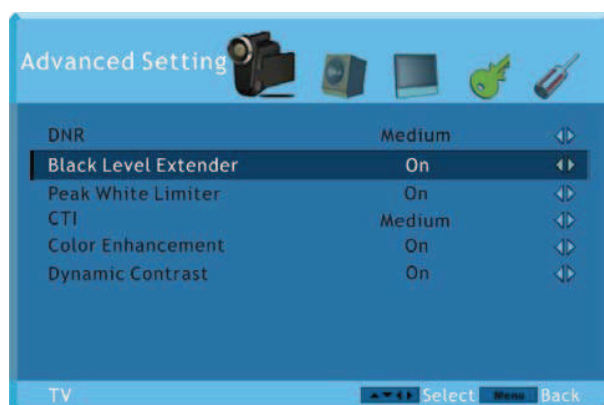 Advanced Setting
DNR Medium
Black Level Extender On
Peak White Limiter On
CTI Medium
Color Enhancement On
Dynamic Contrast On
TV Select Menu Back